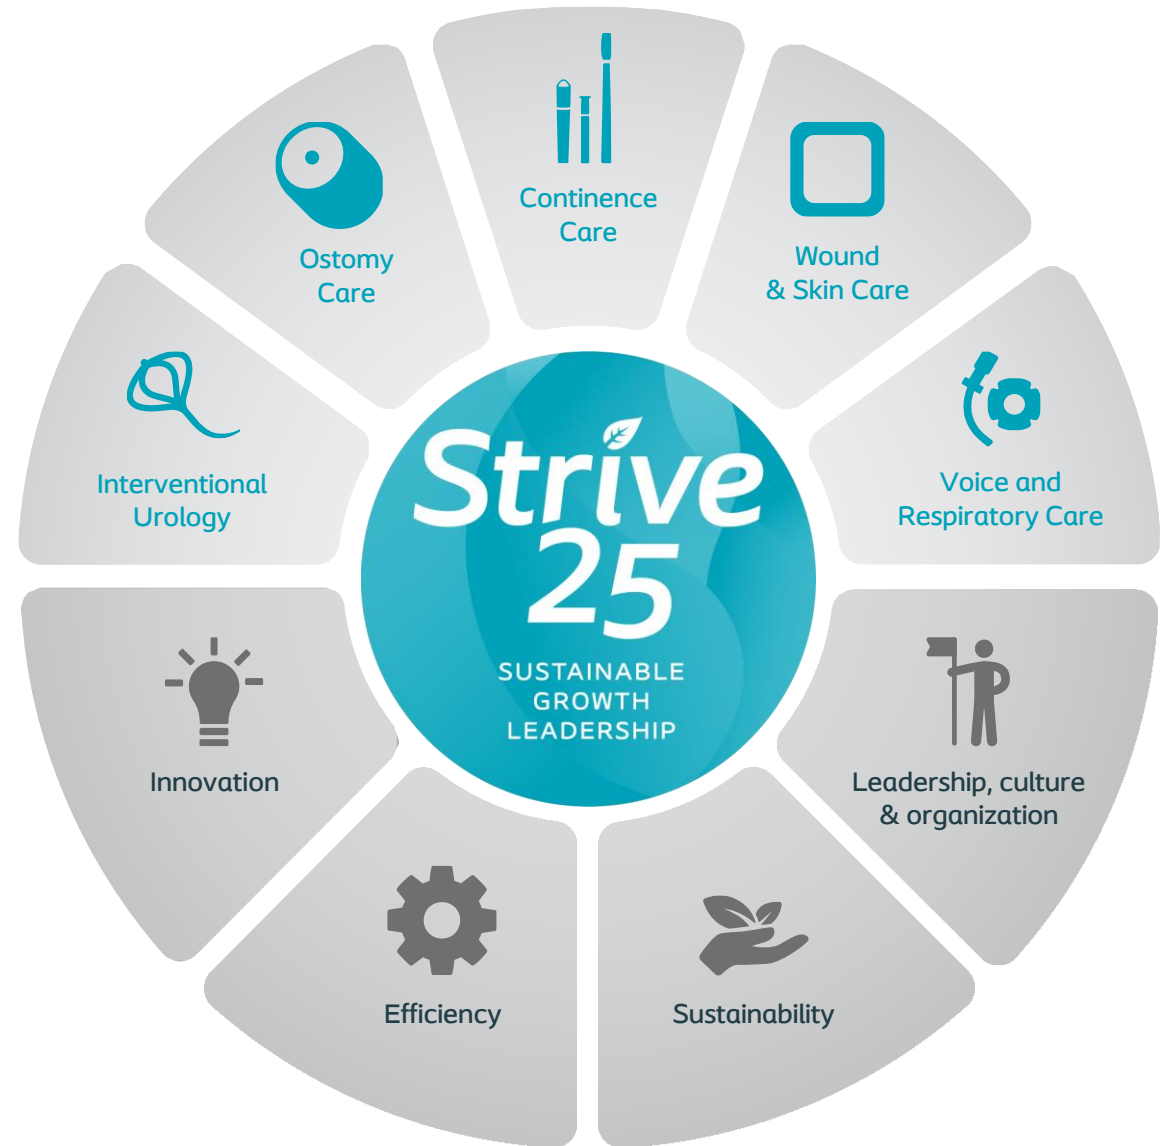 Continence
Care
Ostomy
Care
Wound
& Skin Care
Interventional
Urology
Voice and
Respiratory Care
Strive
25
SUSTAINABLE
GROWTH
LEADERSHIP
Innovation
Leadership, culture
& organization
Efficiency
Sustainability